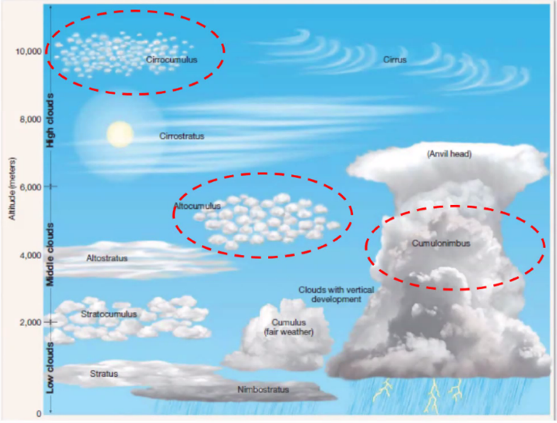 10,000
Cirrocumulus
Cirrus
High clouds
8,000
Cirrostratus
(Anvil head)
Altitude (meters)
6,000
Altocumulus
Middle clouds
Cumulonimbus
4,000
Altostratus
Clouds with vertical
development
Stratocumulus
2,000
Cumulus
(fair weather)
Low clouds
Stratus
Nimbostratus
0